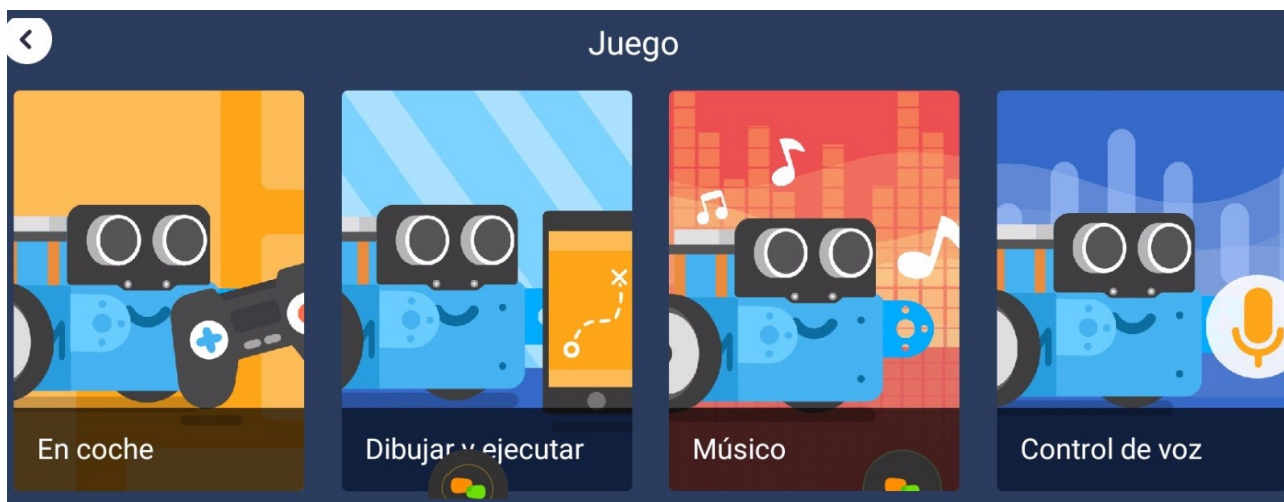 Juego
En coche
Dibujar y ejecutar
Músico
Control de voz